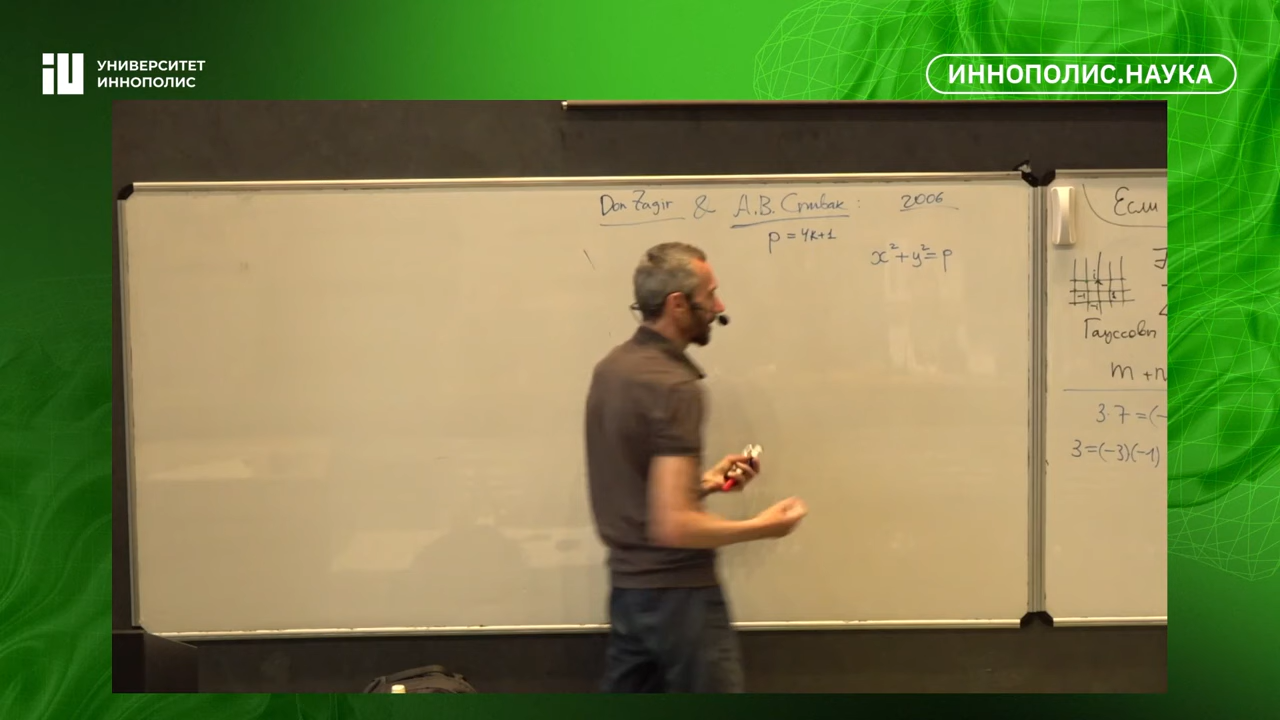 УНИВЕРСИТЕТ
ИННОПОЛИС
ИННОПОЛИС.НАУКА
Don Zagir & А.В. Спивак: 2006
p = 4k+1
x² + y² = p
Если
Гауссовы
m + n
3·7 = (-
3 = (-3)(-1)